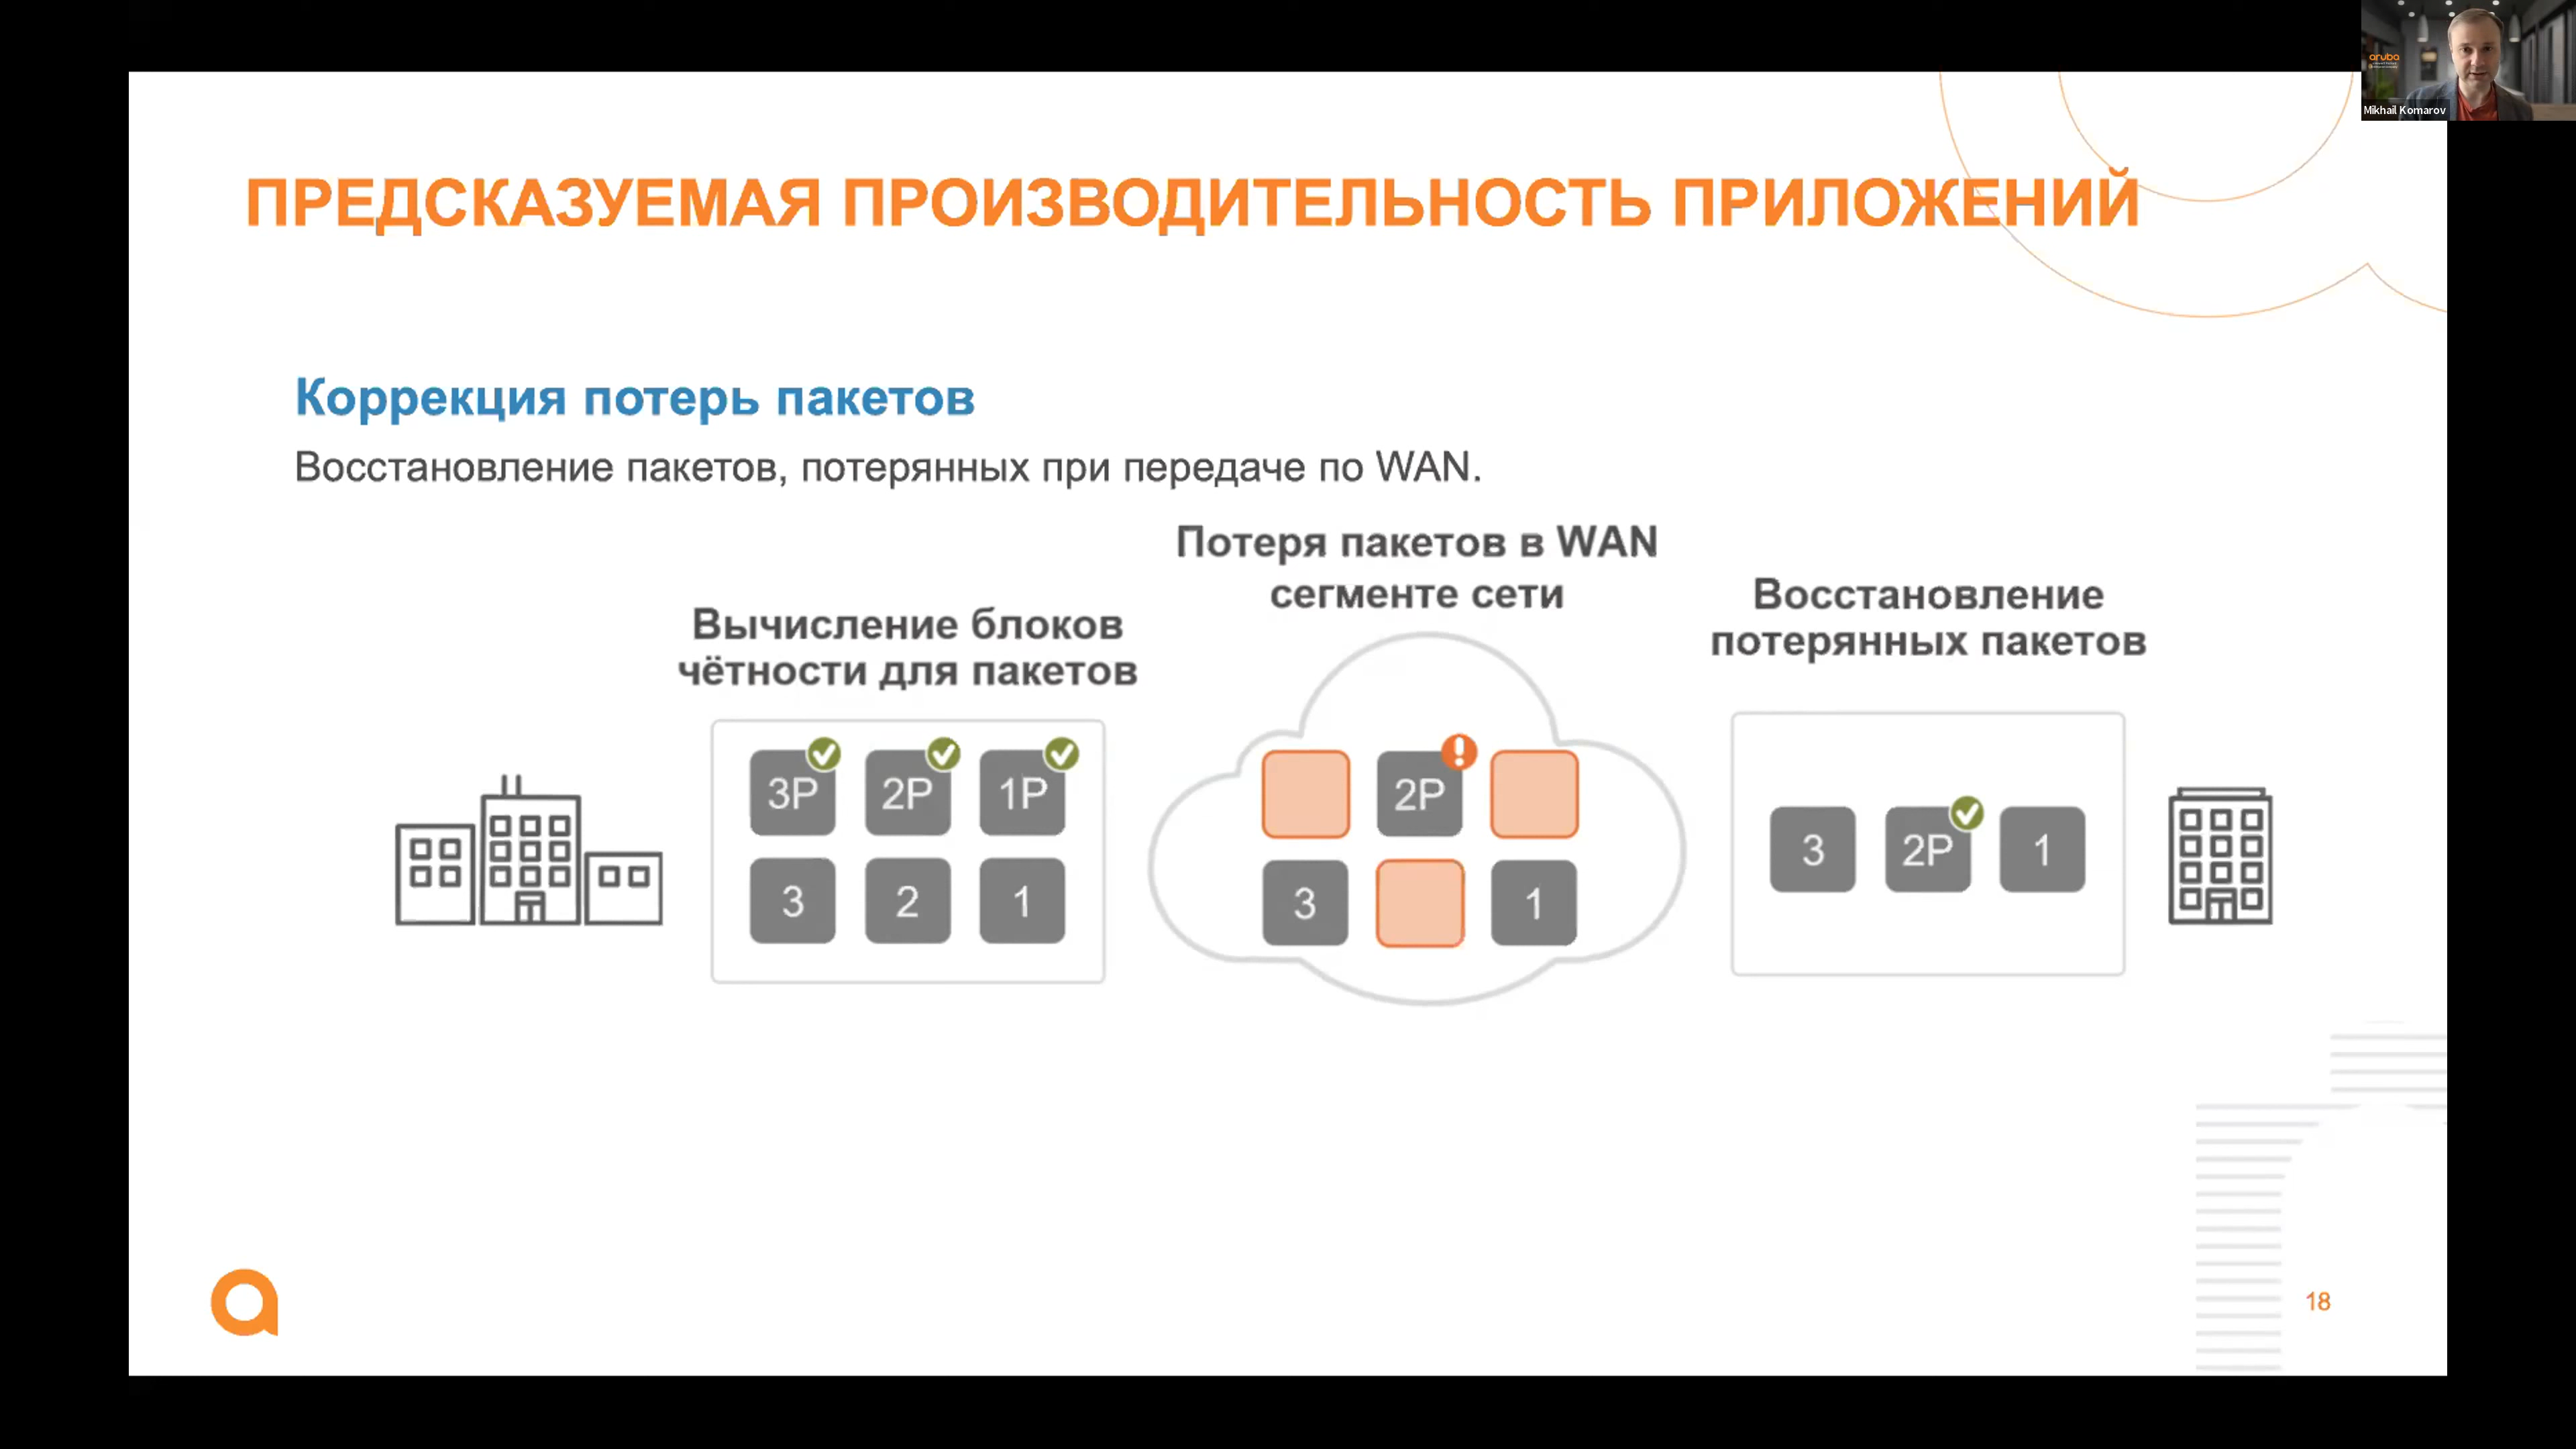 aruba
Mikhail Komarov
ПРЕДСКАЗУЕМАЯ ПРОИЗВОДИТЕЛЬНОСТЬ ПРИЛОЖЕНИЙ
Коррекция потерь пакетов
Восстановление пакетов, потерянных при передаче по WAN.
Вычисление блоков
чётности для пакетов
3P 2P 1P
3 2 1
Потеря пакетов в WAN
сегменте сети
2P
3 1
Восстановление
потерянных пакетов
3 2P 1
18